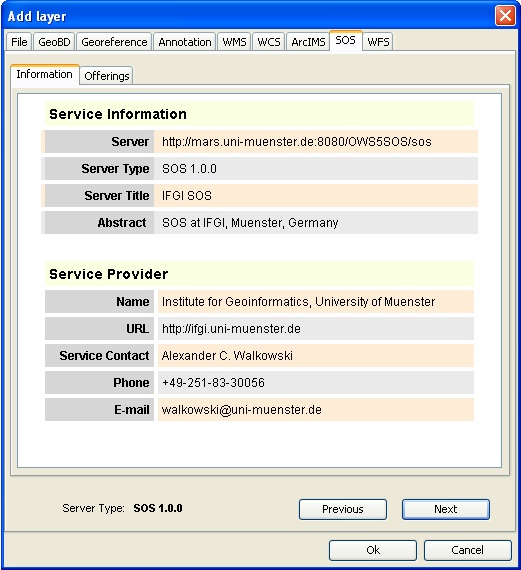 Add layer
File GeoBD Georeference Annotation WMS WCS ArcIMS SOS WFS
Information Offerings
Service Information
Server http://mars.uni-muenster.de:8080/OWS5SOS/sos
Server Type SOS 1.0.0
Server Title IFGI SOS
Abstract SOS at IFGI, Muenster, Germany
Service Provider
Name Institute for Geoinformatics, University of Muenster
URL http://ifgi.uni-muenster.de
Service Contact Alexander C. Walkowski
Phone +49-251-83-30056
E-mail walkowski@uni-muenster.de
Server Type: SOS 1.0.0 Previous Next
Ok Cancel